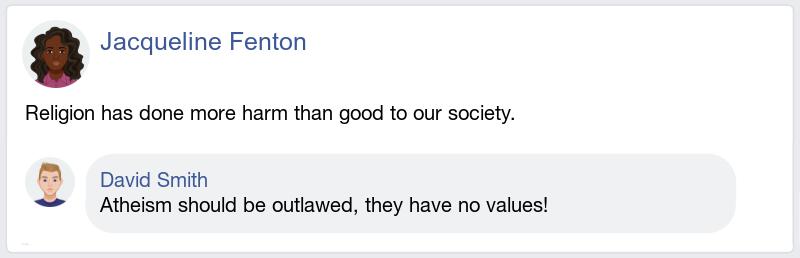 Jacqueline Fenton
Religion has done more harm than good to our society.
David Smith
Atheism should be outlawed, they have no values!